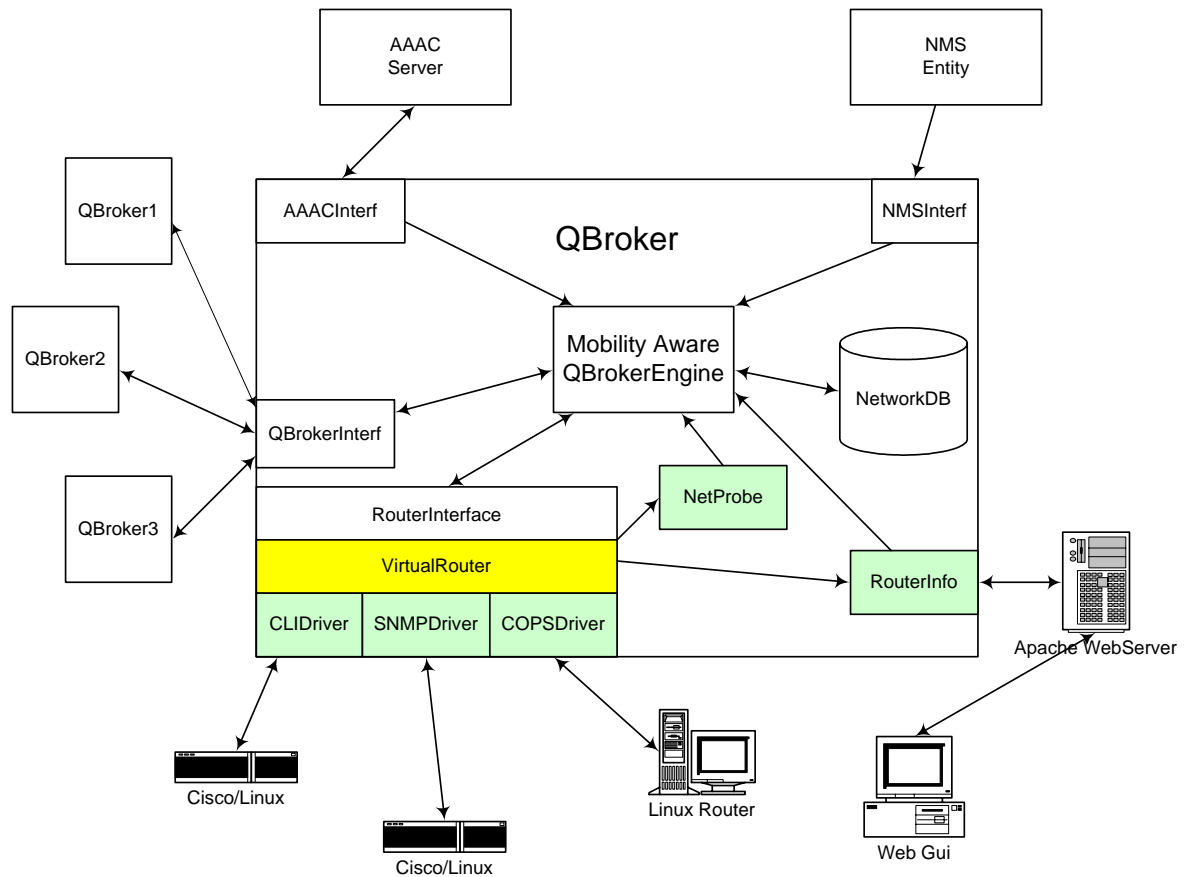 AAAC
Server
NMS
Entity
QBroker1
AAACInterf
NMSInterf
QBroker
QBroker2
Mobility Aware
QBrokerEngine
NetworkDB
QBrokerInterf
QBroker3
NetProbe
RouterInterface
VirtualRouter
RouterInfo
CLIDriver
SNMPDriver
COPSDriver
Apache WebServer
Cisco/Linux
Linux Router
Web Gui
Cisco/Linux